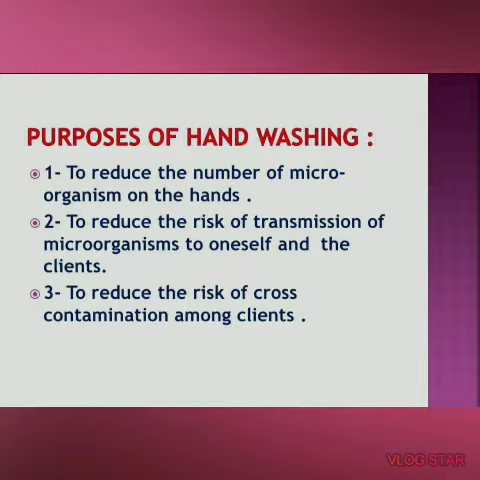 PURPOSES OF HAND WASHING :
1- To reduce the number of micro-
organism on the hands .
2- To reduce the risk of transmission of
microorganisms to oneself and  the
clients.
3- To reduce the risk of cross
contamination among clients .
VLOG STAR